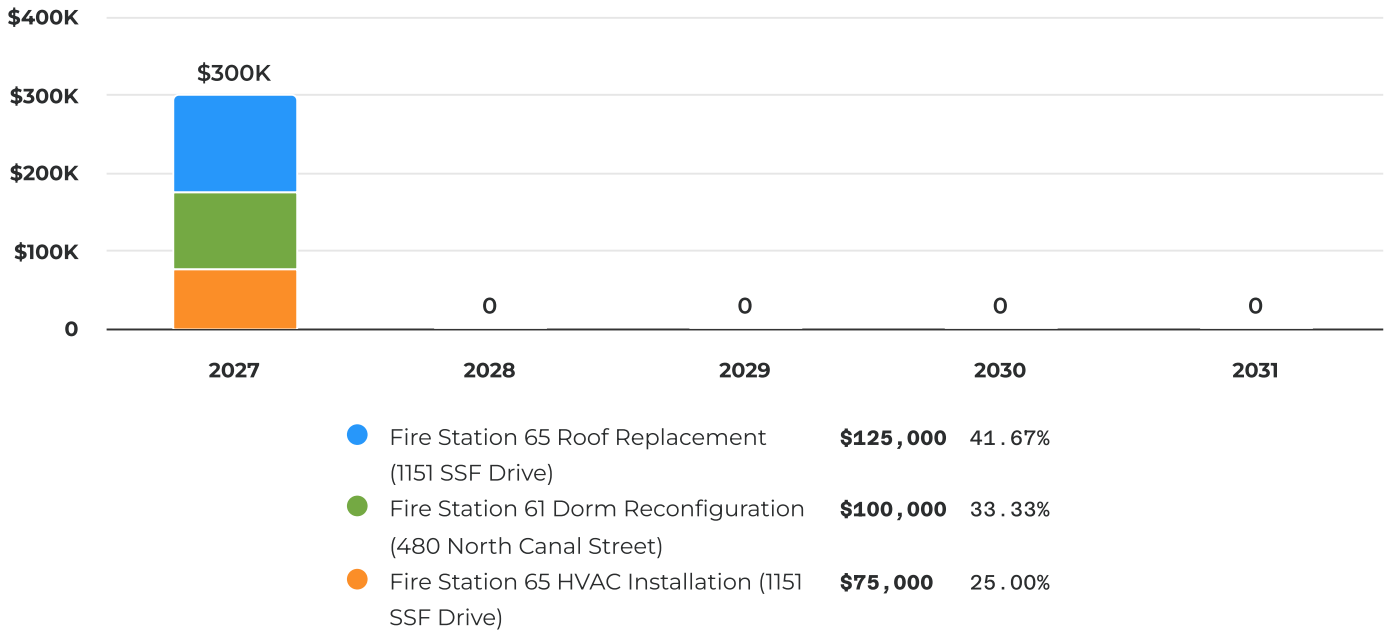 $400K
$300K
$300K
$200K
$100K
0
0
0
0
0
2027
2028
2029
2030
2031
Fire Station 65 Roof Replacement $125,000 41.67%
(1151 SSF Drive)
Fire Station 61 Dorm Reconfiguration $100,000 33.33%
(480 North Canal Street)
Fire Station 65 HVAC Installation (1151 $75,000 25.00%
SSF Drive)